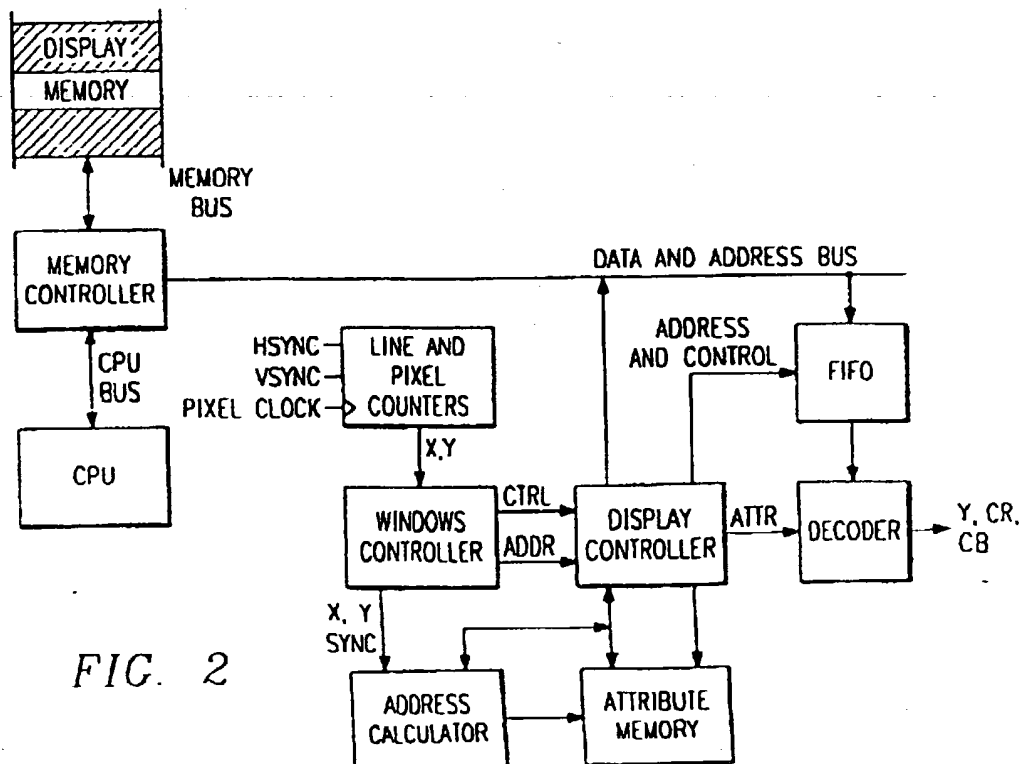 DISPLAY
MEMORY
MEMORY
BUS
MEMORY
CONTROLLER
DATA AND ADDRESS BUS
CPU
BUS
CPU
HSYNC
VSYNC
PIXEL CLOCK
LINE AND
PIXEL
COUNTERS
ADDRESS
AND CONTROL
FIFO
X,Y
WINDOWS
CONTROLLER
CTRL
ADDR
DISPLAY
CONTROLLER
ATTR
DECODER
Y, CR,
CB
X, Y
SYNC
ADDRESS
CALCULATOR
ATTRIBUTE
MEMORY
FIG. 2